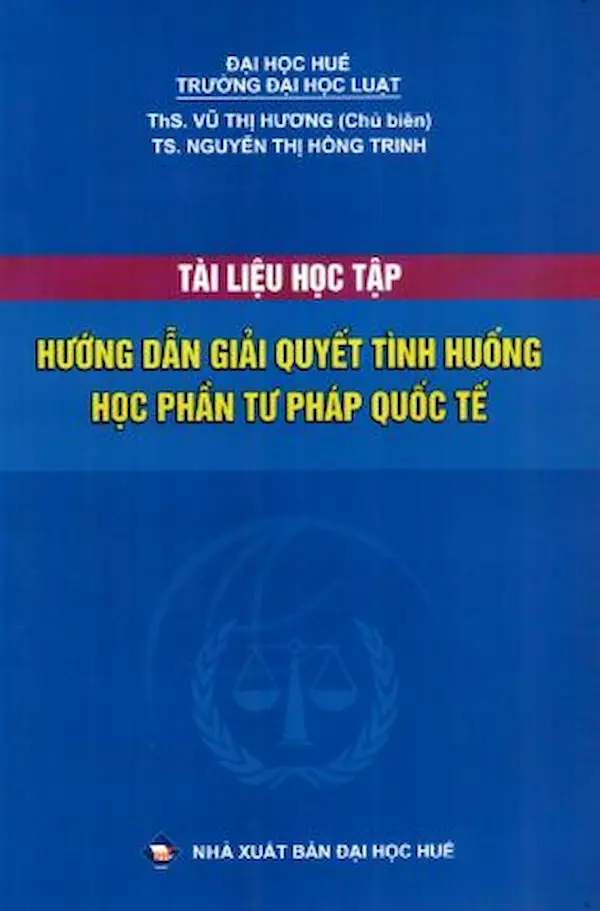 ĐẠI HỌC HUẾ
TRƯỜNG ĐẠI HỌC LUẬT
ThS. VŨ THỊ HƯƠNG (Chủ biên)
TS. NGUYỄN THỊ HỒNG TRINH
TÀI LIỆU HỌC TẬP
HƯỚNG DẪN GIẢI QUYẾT TÌNH HUỐNG
HỌC PHẦN TƯ PHÁP QUỐC TẾ
NHÀ XUẤT BẢN ĐẠI HỌC HUẾ